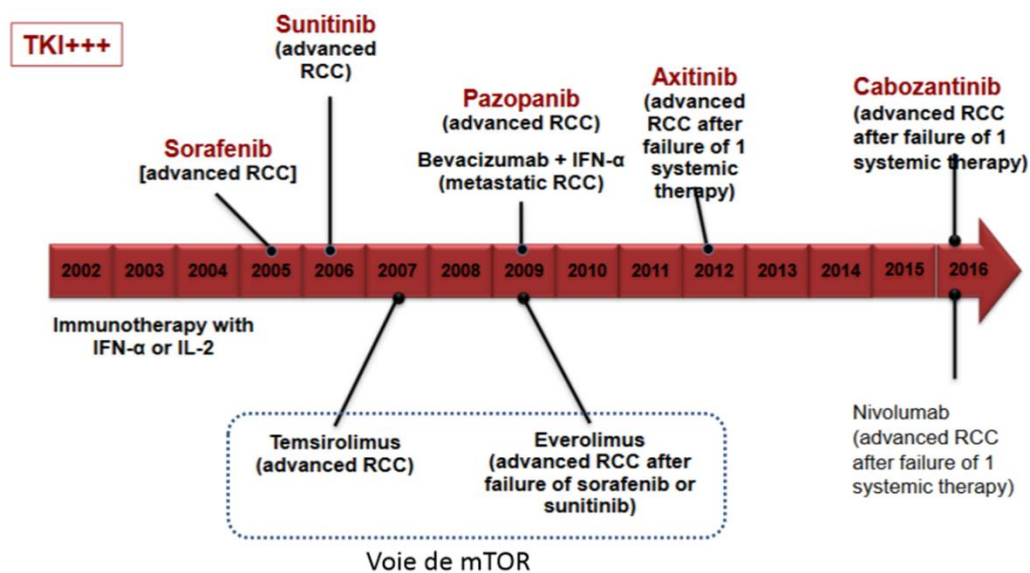 TKI+++
Sunitinib
(advanced
RCC)
Sorafenib
[advanced RCC]
Pazopanib
(advanced RCC)
Bevacizumab + IFN-α
(metastatic RCC)
Axitinib
(advanced
RCC after
failure of 1
systemic
therapy)
Cabozantinib
(advanced RCC
after failure of 1
systemic therapy)
2002 2003 2004 2005 2006 2007 2008 2009 2010 2011 2012 2013 2014 2015 2016
Immunotherapy with
IFN-α or IL-2
Temsirolimus
(advanced RCC)
Everolimus
(advanced RCC after
failure of sorafenib or
sunitinib)
Nivolumab
(advanced RCC
after failure of 1
systemic therapy)
Voie de mTOR